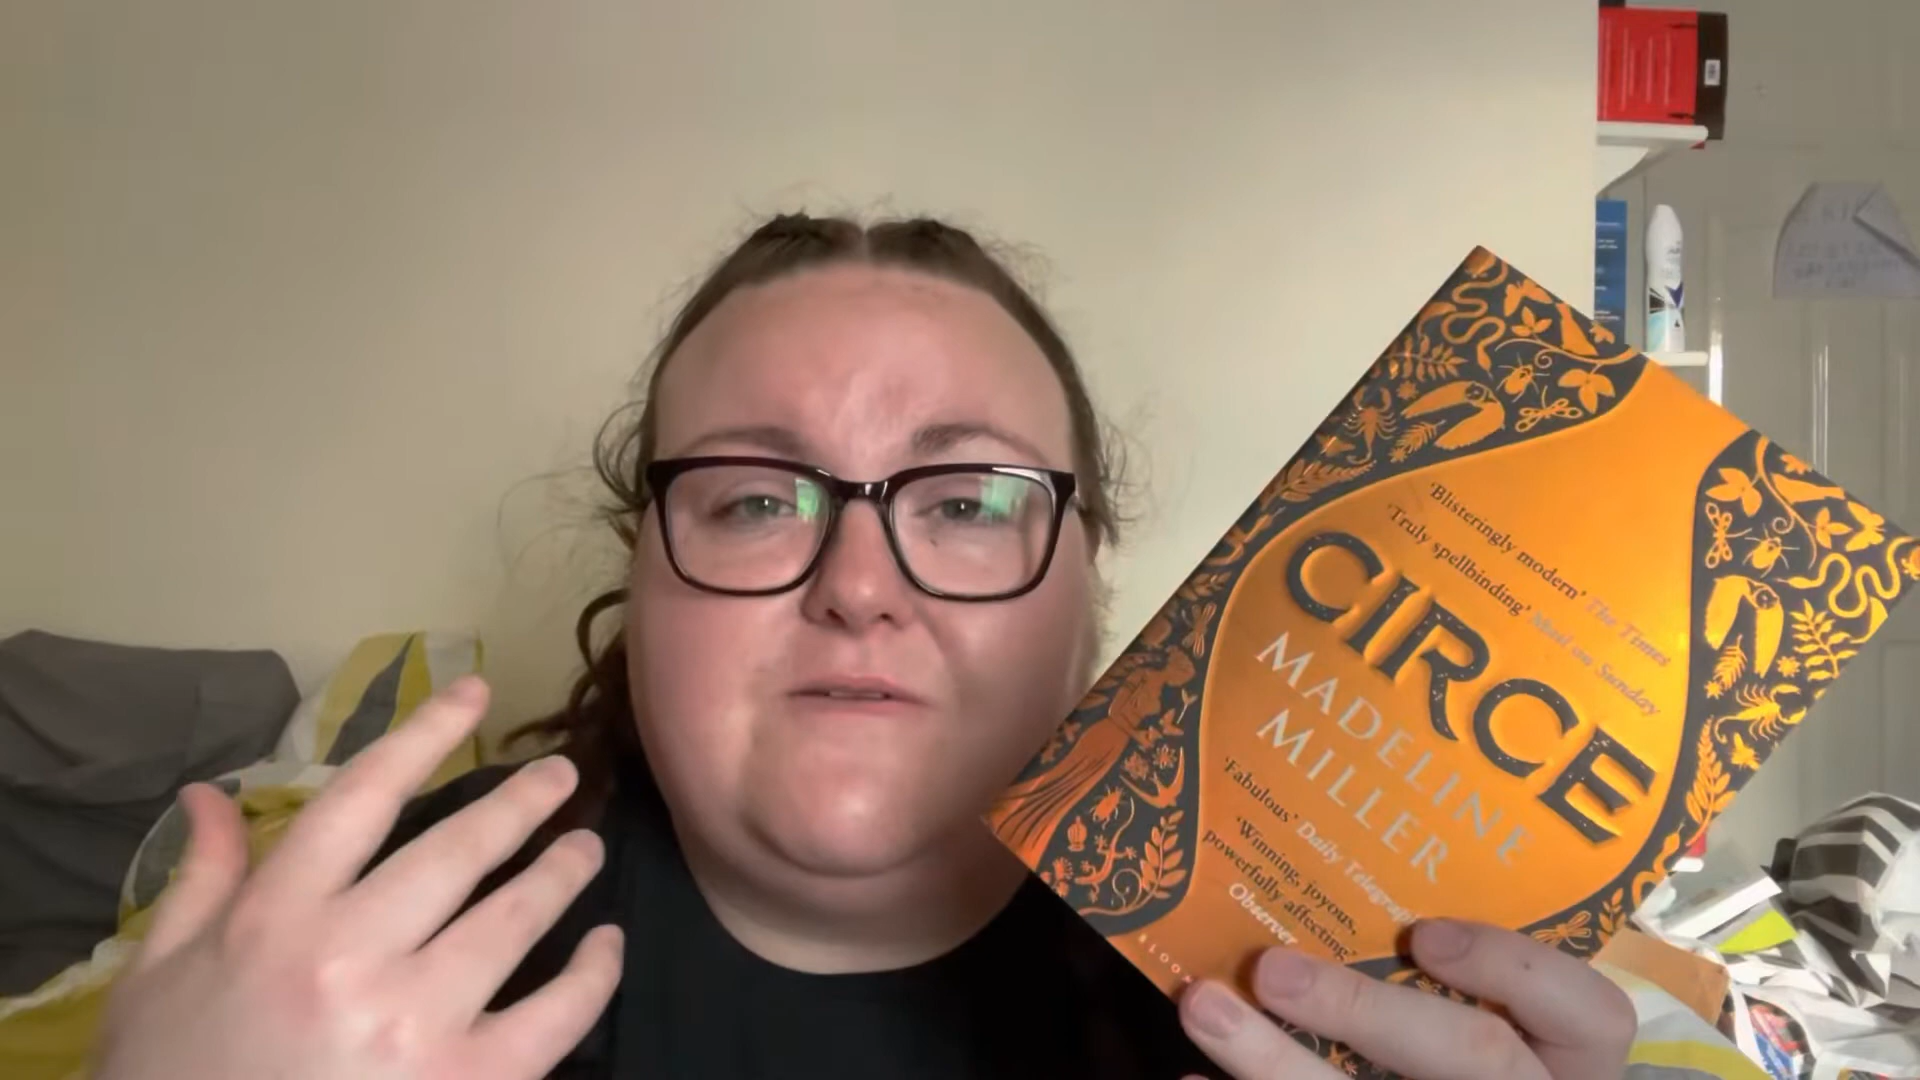 'Blisteringly modern' The Times
'Truly spellbinding' Mail on Sunday
CIRCE
MADELINE
MILLER
'Fabulous' Daily Telegraph
'Winning, joyous,
powerfully affecting'
Observer